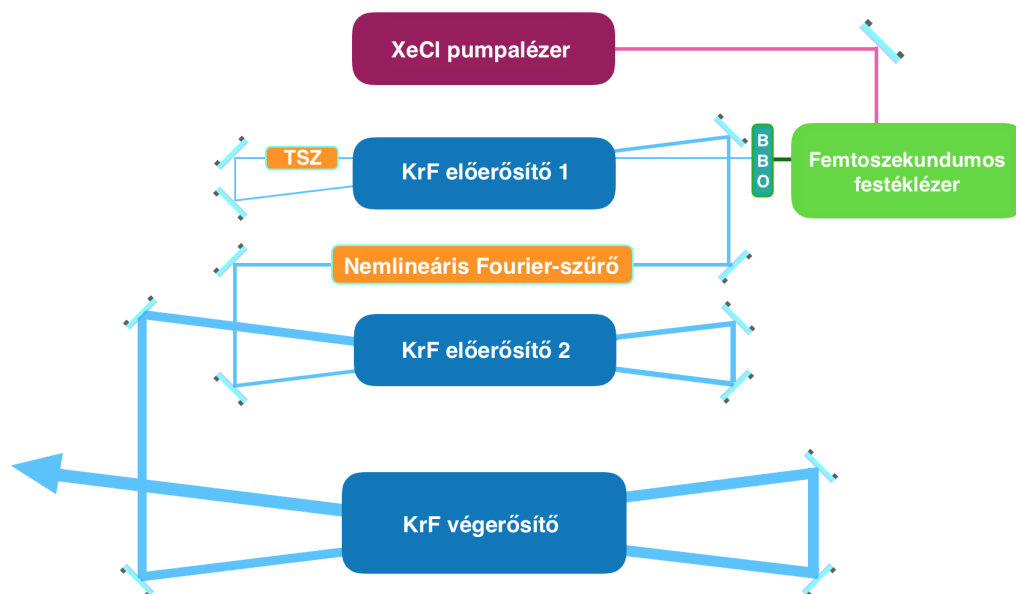 XeCl pumpalézer
TSZ
KrF előerősítő 1
B
B
O
Femtoszekundumos
festéklézer
Nemlineáris Fourier-szűrő
KrF előerősítő 2
KrF végerősítő